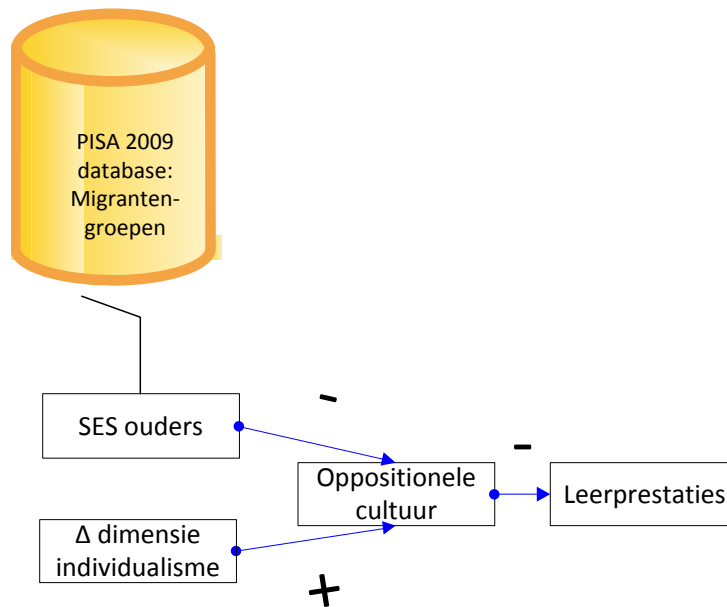 PISA 2009
database:
Migranten-
groepen
-
SES ouders
-
Oppositionele
cultuur
Leerprestaties
Δ dimensie
individualisme
+